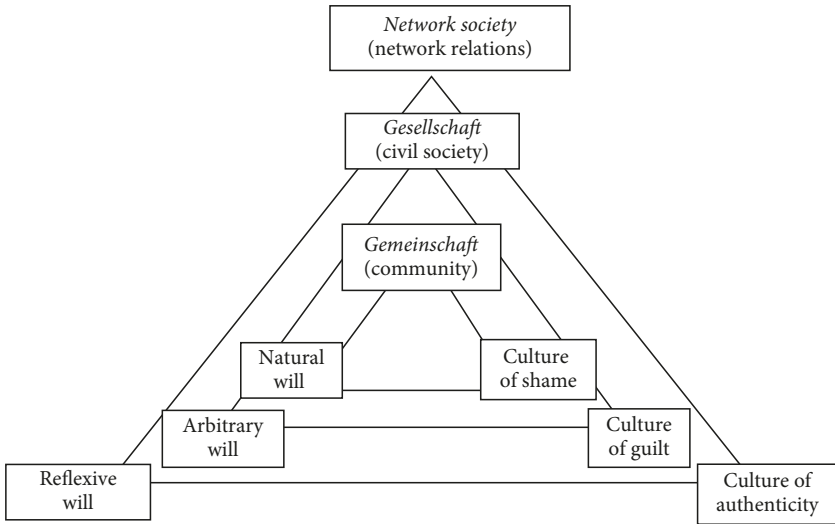 Network society
(network relations)
Gesellschaft
(civil society)
Gemeinschaft
(community)
Natural
will
Culture
of shame
Arbitrary
will
Culture
of guilt
Reflexive
will
Culture of
authenticity